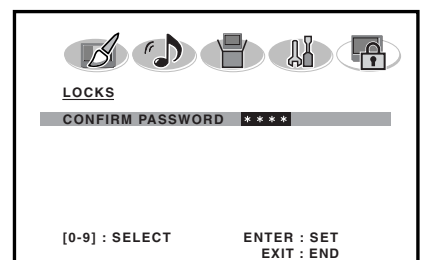 LOCKS
CONFIRM PASSWORD * * * *
[0-9] : SELECT ENTER : SET
EXIT : END